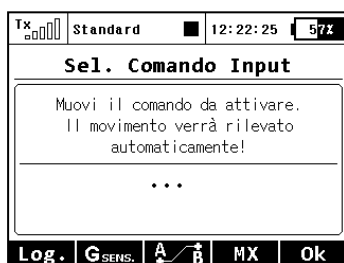 Tx Standard 12:22:25 57%
Sel. Comando Input
Muovi il comando da attivare.
Il movimento verrà rilevato
automaticamente!
...
Log. GSENS. A/B MX Ok